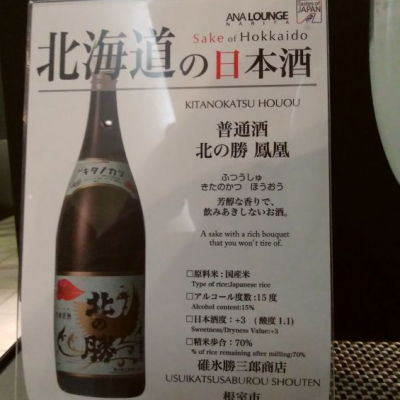 ANA LOUNGE
NARITA
Tastes of
JAPAN
Sake of Hokkaido
北海道の日本酒
KITANOKATSU HOUOU
普通酒
北の勝 鳳凰
ふつうしゅ
きたのかつ ほうおう
芳醇な香りで、
飲みあきしないお酒。
A sake with a rich bouquet
that you won't tire of.
□原料米:国産米
Type of rice:Japanese rice
□アルコール度数:15度
Alcohol content:15%
□日本酒度:+3 (酸度1.1)
Sweetness/Dryness Value:+3
□精米歩合:70%
% of rice remaining after milling:70%
碓氷勝三郎商店
USUIKATSUSABUROU SHOUTEN
根室市
キタノカツ
北の勝